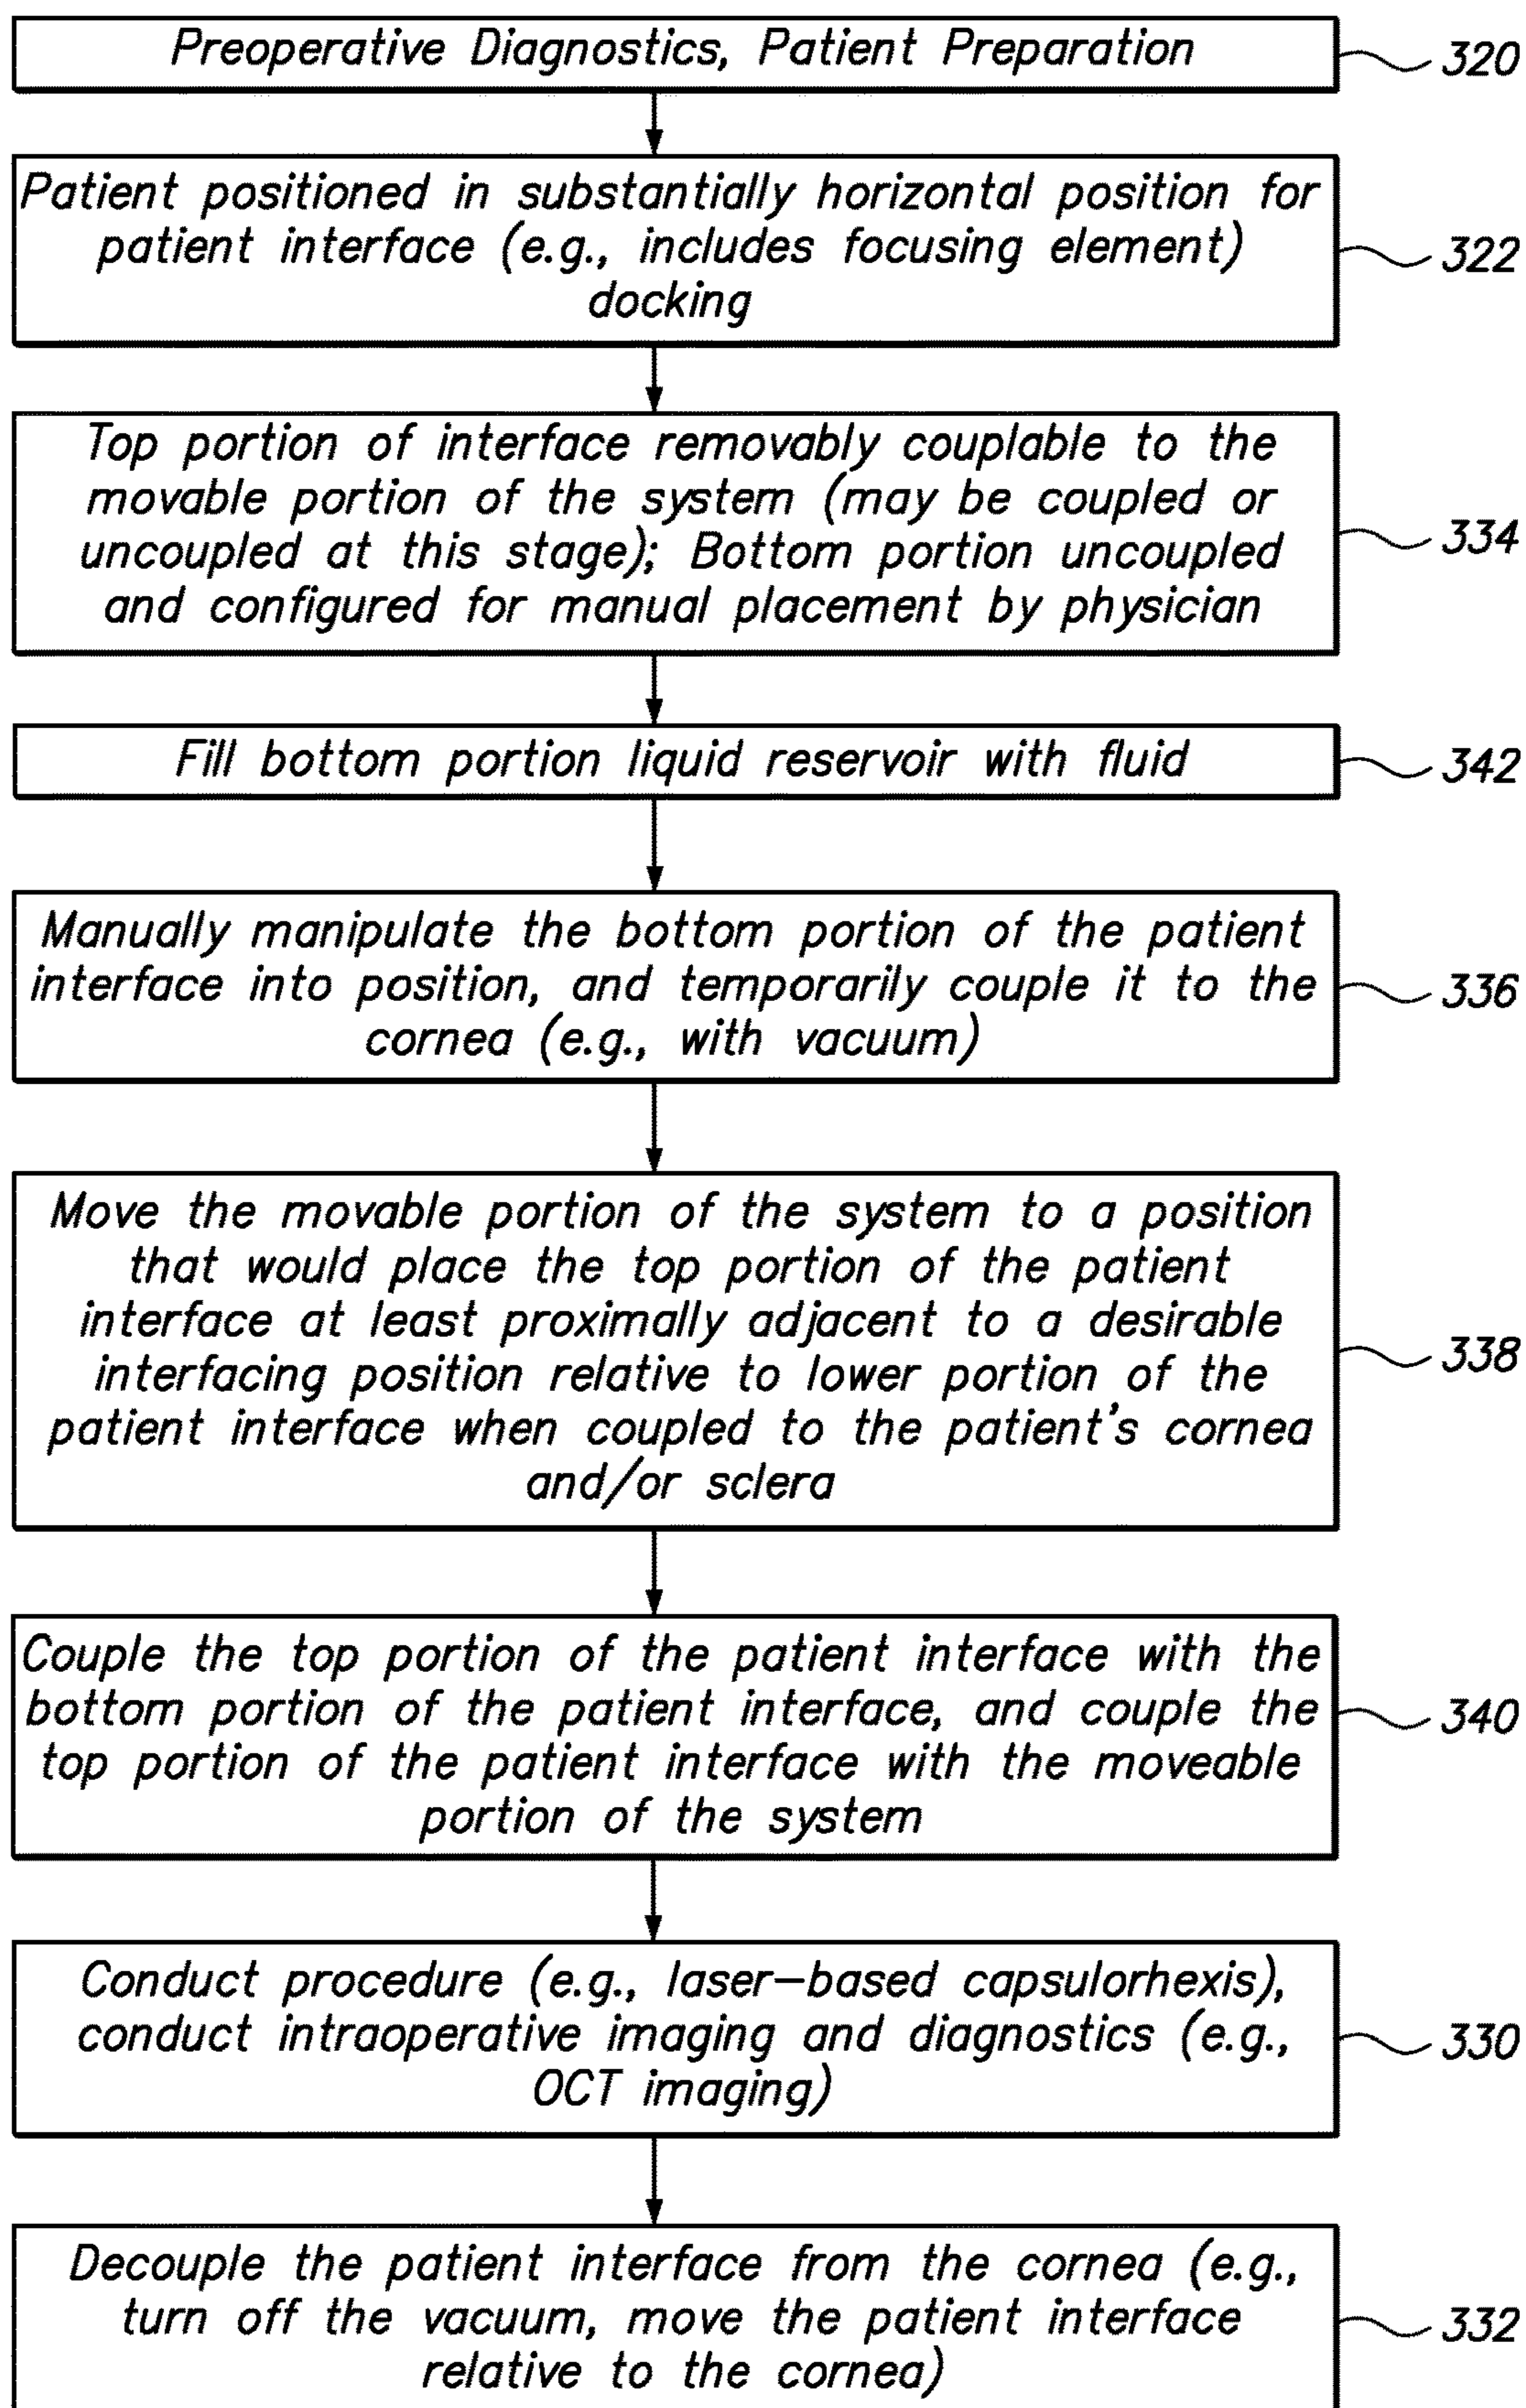 Preoperative Diagnostics, Patient Preparation
320
Patient positioned in substantially horizontal position for
patient interface (e.g., includes focusing element)
docking
322
Top portion of interface removably couplable to the
movable portion of the system (may be coupled or
uncoupled at this stage); Bottom portion uncoupled
and configured for manual placement by physician
334
Fill bottom portion liquid reservoir with fluid
342
Manually manipulate the bottom portion of the patient
interface into position, and temporarily couple it to the
cornea (e.g., with vacuum)
336
Move the movable portion of the system to a position
that would place the top portion of the patient
interface at least proximally adjacent to a desirable
interfacing position relative to lower portion of the
patient interface when coupled to the patient's cornea
and/or sclera
338
Couple the top portion of the patient interface with the
bottom portion of the patient interface, and couple the
top portion of the patient interface with the moveable
portion of the system
340
Conduct procedure (e.g., laser-based capsulorhexis),
conduct intraoperative imaging and diagnostics (e.g.,
OCT imaging)
330
Decouple the patient interface from the cornea (e.g.,
turn off the vacuum, move the patient interface
relative to the cornea)
332